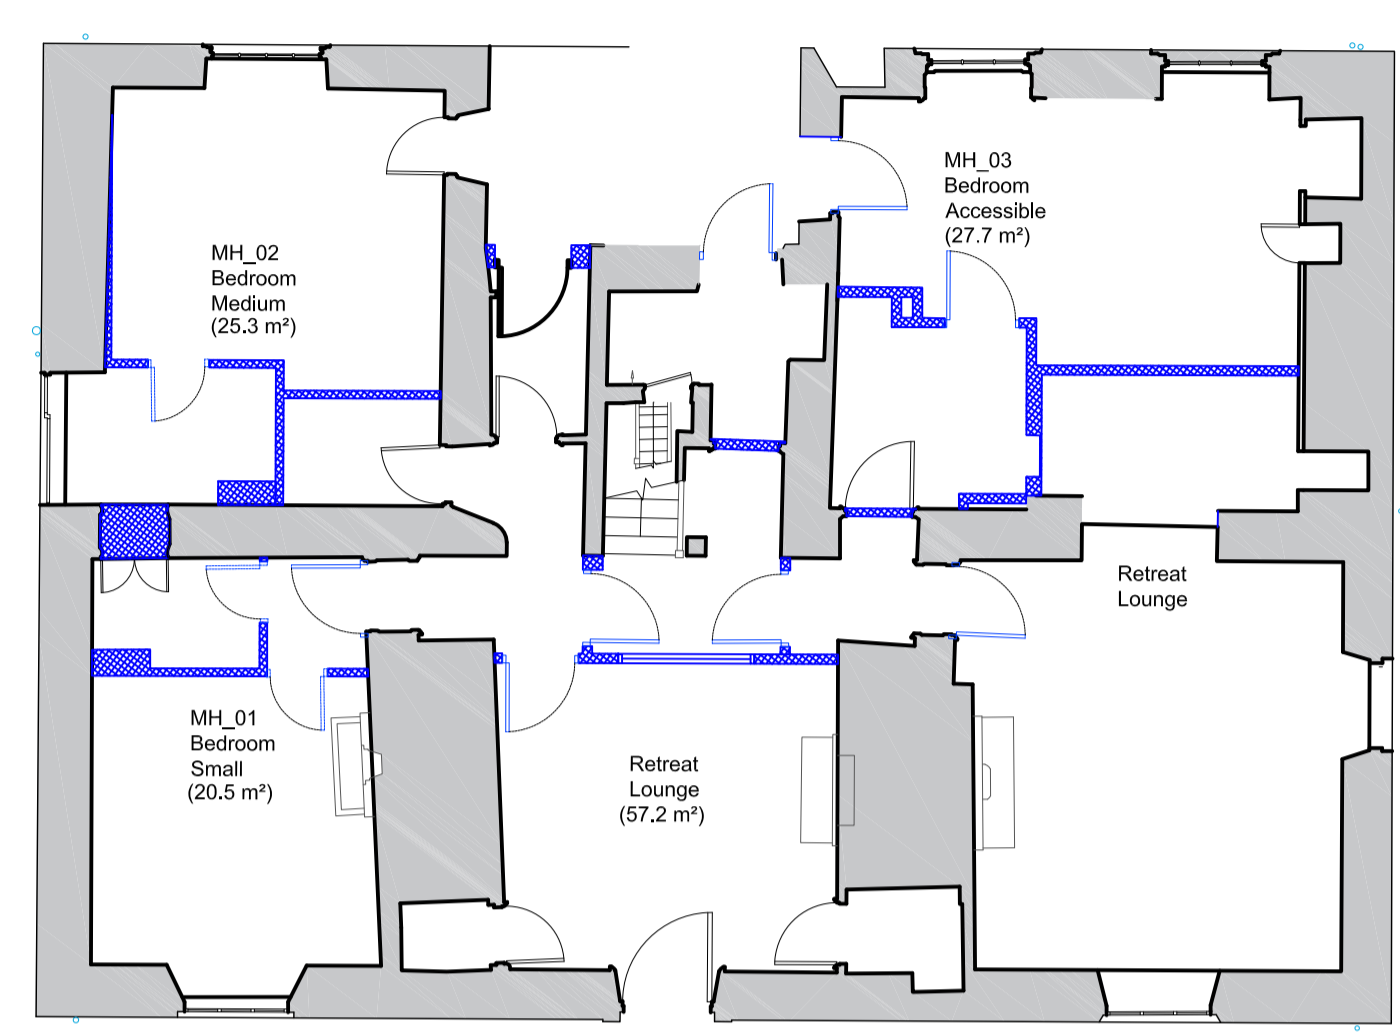 MH_03
Bedroom
Accessible
(27.7 m²)
MH_02
Bedroom
Medium
(25.3 m²)
Retreat
Lounge
MH_01
Bedroom
Small
(20.5 m²)
Retreat
Lounge
(57.2 m²)